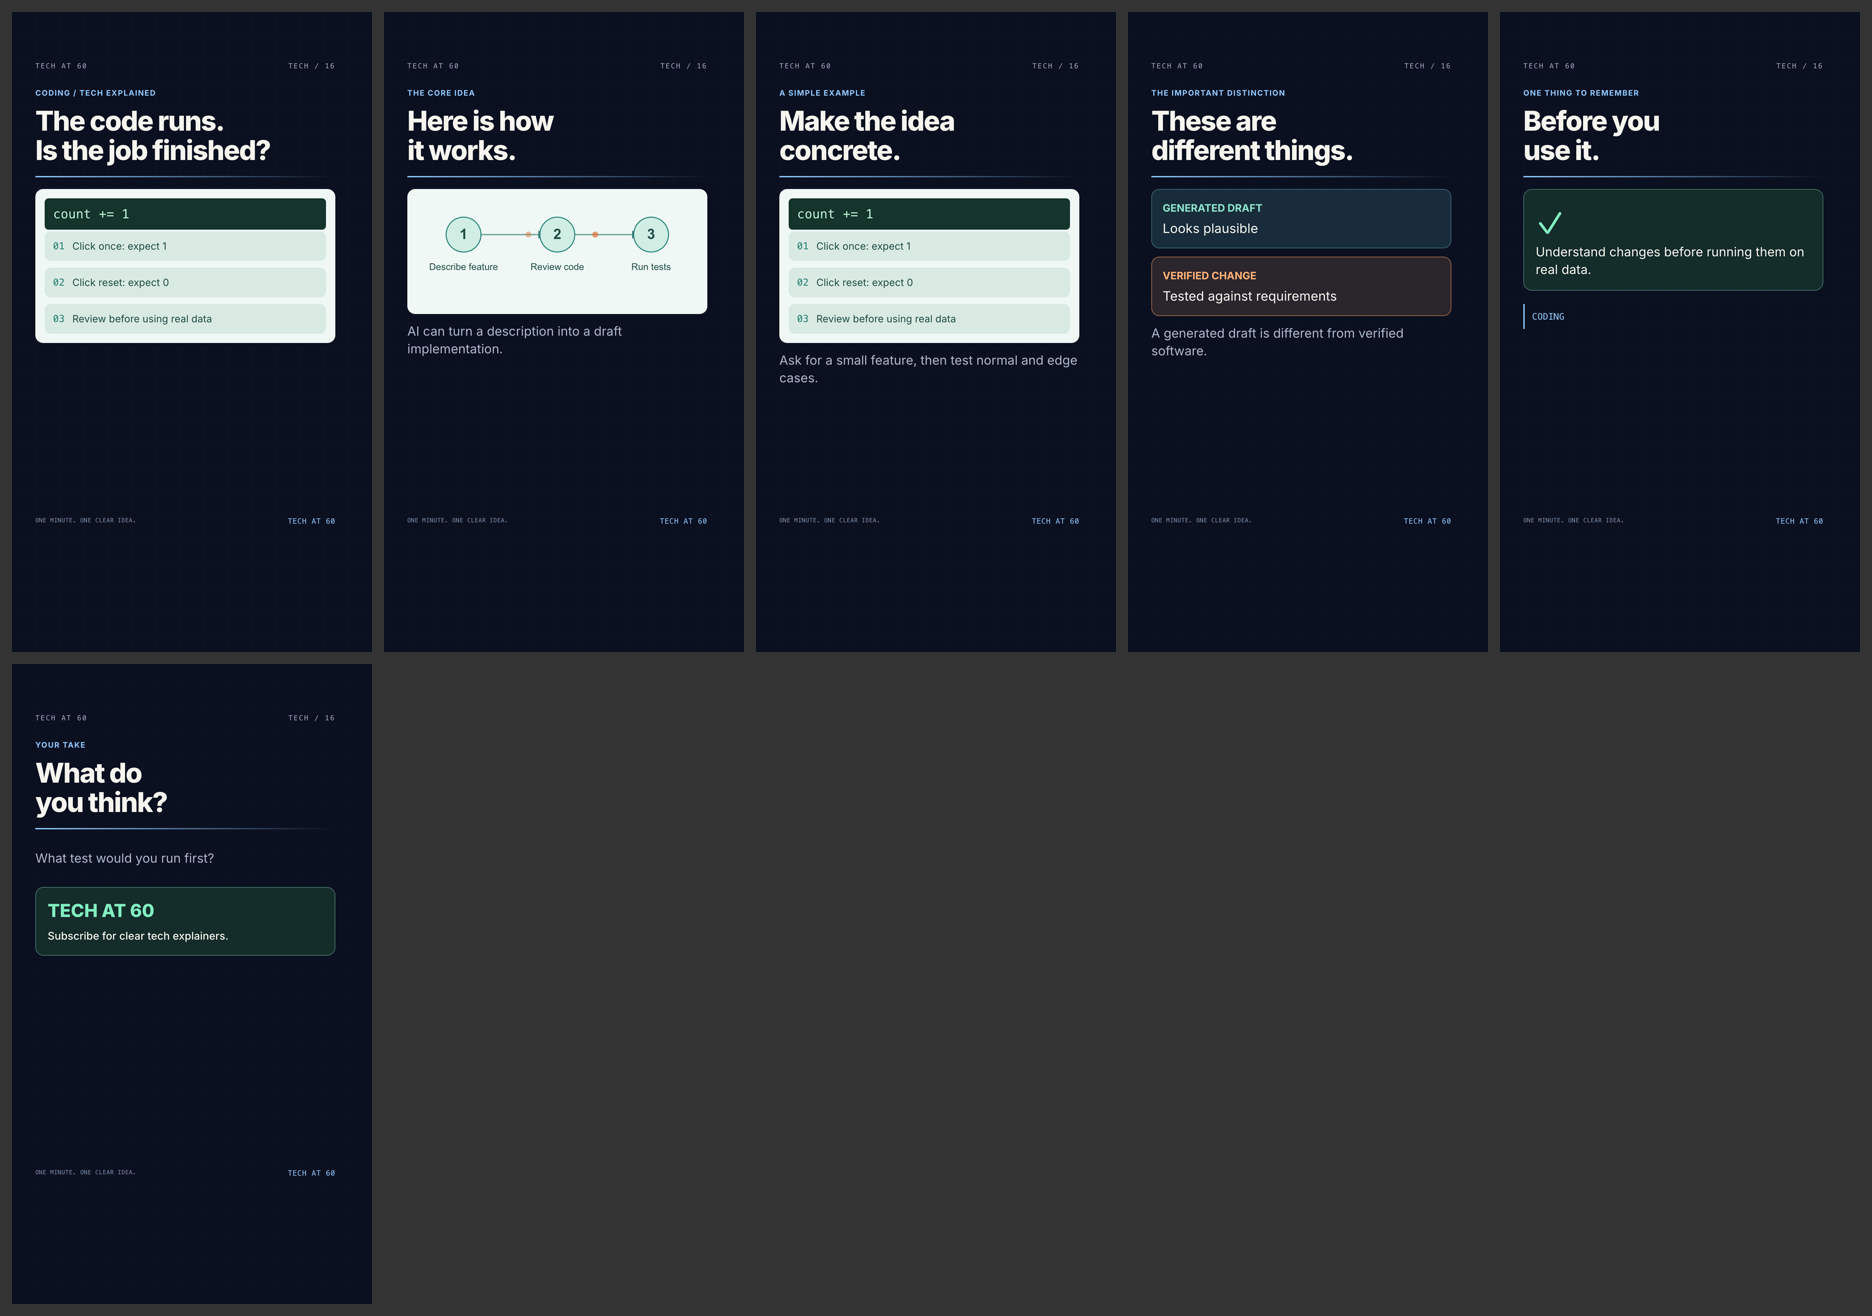 TECH AT 60
TECH / 16
CODING / TECH EXPLAINED
The code runs.
Is the job finished?
count += 1
01 Click once: expect 1
02 Click reset: expect 0
03 Review before using real data
ONE MINUTE. ONE CLEAR IDEA.
TECH AT 60
TECH AT 60
TECH / 16
THE CORE IDEA
Here is how
it works.
1
2
3
Describe feature
Review code
Run tests
AI can turn a description into a draft
implementation.
ONE MINUTE. ONE CLEAR IDEA.
TECH AT 60
TECH AT 60
TECH / 16
A SIMPLE EXAMPLE
Make the idea
concrete.
count += 1
01 Click once: expect 1
02 Click reset: expect 0
03 Review before using real data
Ask for a small feature, then test normal and edge
cases.
ONE MINUTE. ONE CLEAR IDEA.
TECH AT 60
TECH AT 60
TECH / 16
THE IMPORTANT DISTINCTION
These are
different things.
GENERATED DRAFT
Looks plausible
VERIFIED CHANGE
Tested against requirements
A generated draft is different from verified
software.
ONE MINUTE. ONE CLEAR IDEA.
TECH AT 60
TECH AT 60
TECH / 16
ONE THING TO REMEMBER
Before you
use it.
Understand changes before running them on
real data.
CODING
ONE MINUTE. ONE CLEAR IDEA.
TECH AT 60
TECH AT 60
TECH / 16
YOUR TAKE
What do
you think?
What test would you run first?
TECH AT 60
Subscribe for clear tech explainers.
ONE MINUTE. ONE CLEAR IDEA.
TECH AT 60